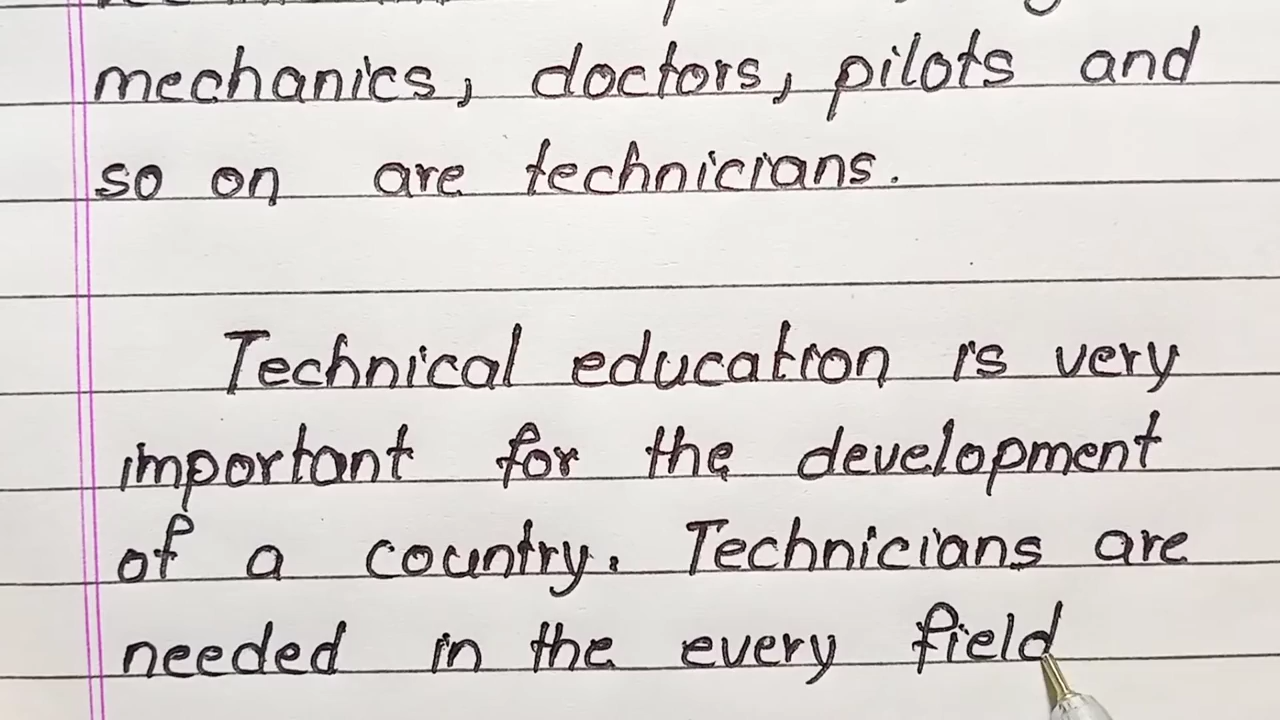 mechanics, doctors, pilots and
so on are technicians.
Technical education is very
important for the development
of a country. Technicians are
needed in the every field